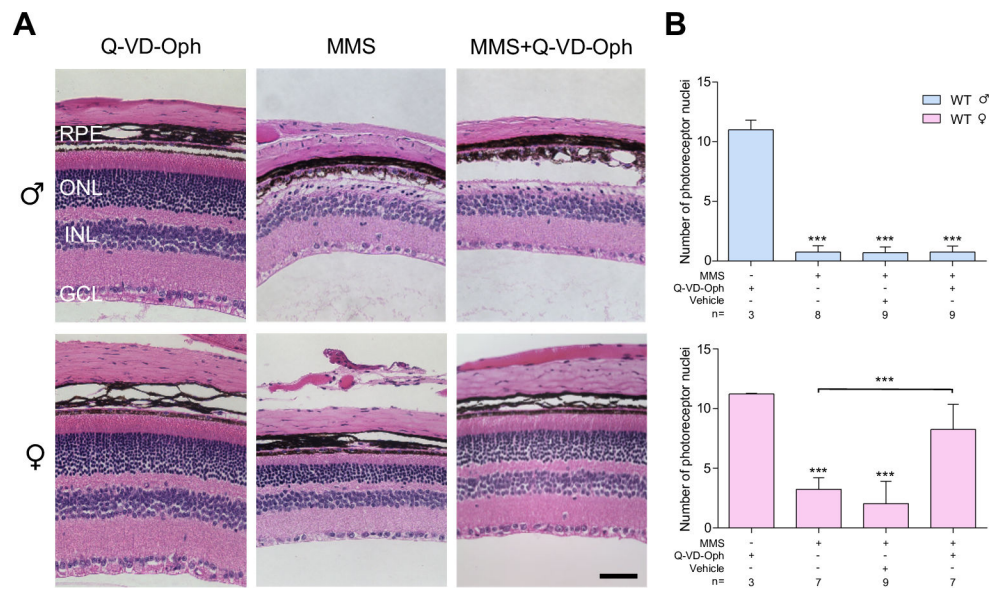 A
B
Q-VD-Oph
MMS
MMS+Q-VD-Oph
♂
RPE
ONL
INL
GCL
♀
Number of photoreceptor nuclei
15
10
5
0
WT ♂
WT ♀
*** *** ***
MMS - + + +
Q-VD-Oph + - - +
Vehicle - - + -
n= 3 8 9 9
Number of photoreceptor nuclei
15
10
5
0
***
*** ***
MMS - + + +
Q-VD-Oph + - - +
Vehicle - - + -
n= 3 7 9 7